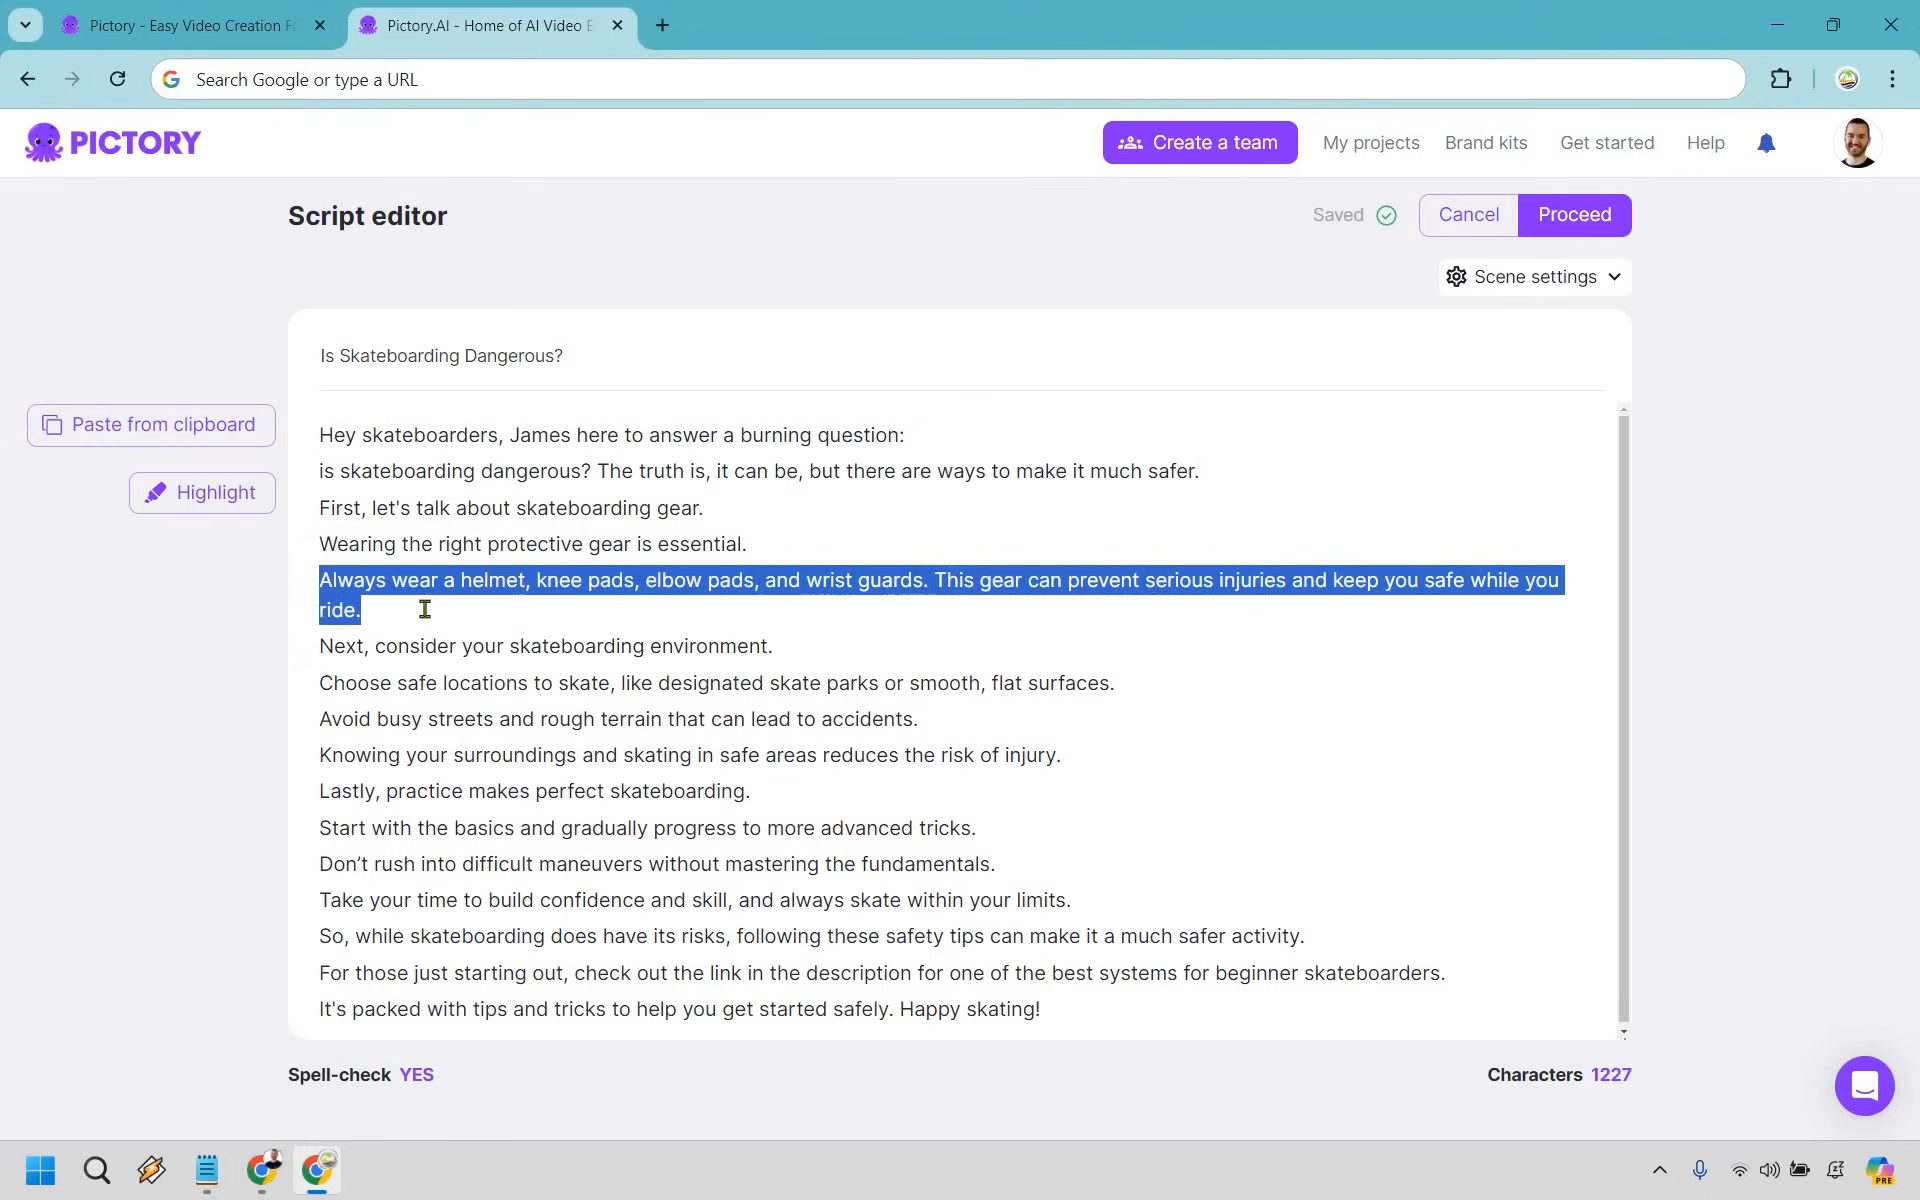 Pictory - Easy Video Creation F
Pictory.AI - Home of AI Video E
Search Google or type a URL
PICTORY
Create a team
My projects
Brand kits
Get started
Help
Script editor
Saved
Cancel
Proceed
Scene settings
Is Skateboarding Dangerous?
Paste from clipboard
Highlight
Hey skateboarders, James here to answer a burning question:
is skateboarding dangerous? The truth is, it can be, but there are ways to make it much safer.
First, let's talk about skateboarding gear.
Wearing the right protective gear is essential.
Always wear a helmet, knee pads, elbow pads, and wrist guards. This gear can prevent serious injuries and keep you safe while you
ride.
Next, consider your skateboarding environment.
Choose safe locations to skate, like designated skate parks or smooth, flat surfaces.
Avoid busy streets and rough terrain that can lead to accidents.
Knowing your surroundings and skating in safe areas reduces the risk of injury.
Lastly, practice makes perfect skateboarding.
Start with the basics and gradually progress to more advanced tricks.
Don’t rush into difficult maneuvers without mastering the fundamentals.
Take your time to build confidence and skill, and always skate within your limits.
So, while skateboarding does have its risks, following these safety tips can make it a much safer activity.
For those just starting out, check out the link in the description for one of the best systems for beginner skateboarders.
It's packed with tips and tricks to help you get started safely. Happy skating!
Spell-check YES
Characters 1227
PRE